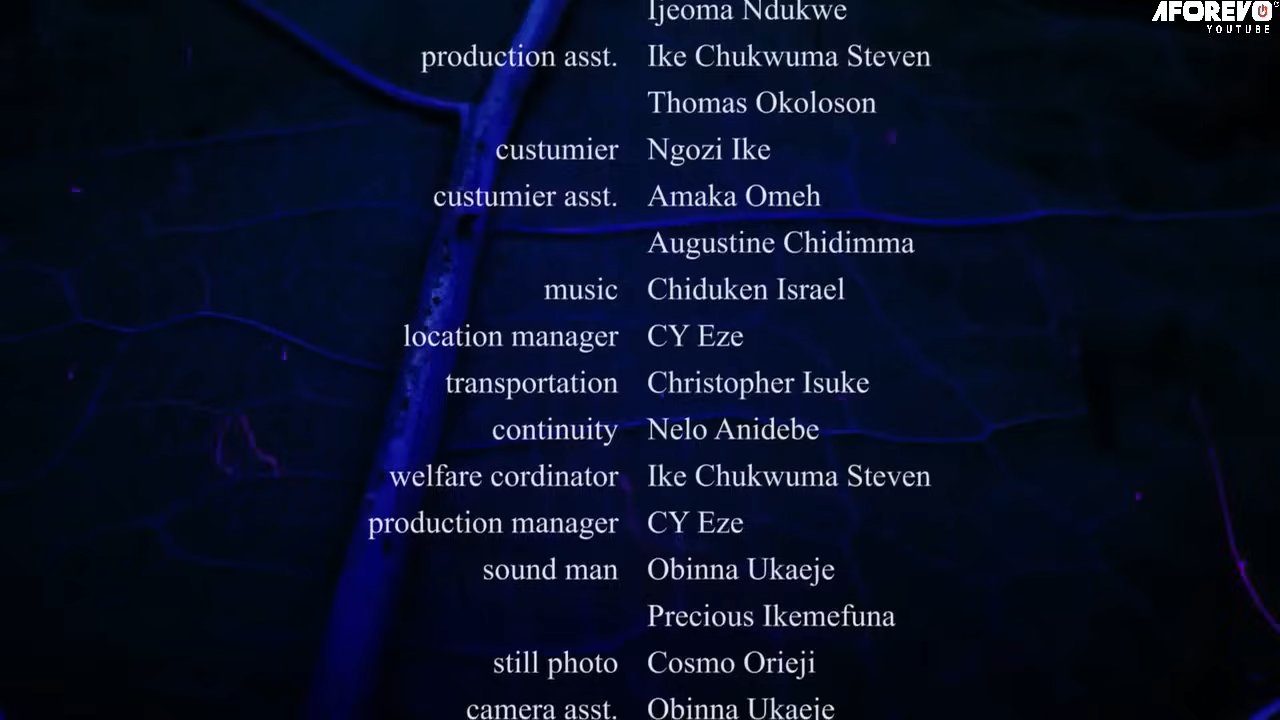 AFOREVO
YOUTUBE
Ijeoma Ndukwe
production asst. Ike Chukwuma Steven
Thomas Okoloson
custumier Ngozi Ike
custumier asst. Amaka Omeh
Augustine Chidimma
music Chiduken Israel
location manager CY Eze
transportation Christopher Isuke
continuity Nelo Anidebe
welfare cordinator Ike Chukwuma Steven
production manager CY Eze
sound man Obinna Ukaeje
Precious Ikemefuna
still photo Cosmo Orieji
camera asst. Obinna Ukaeje